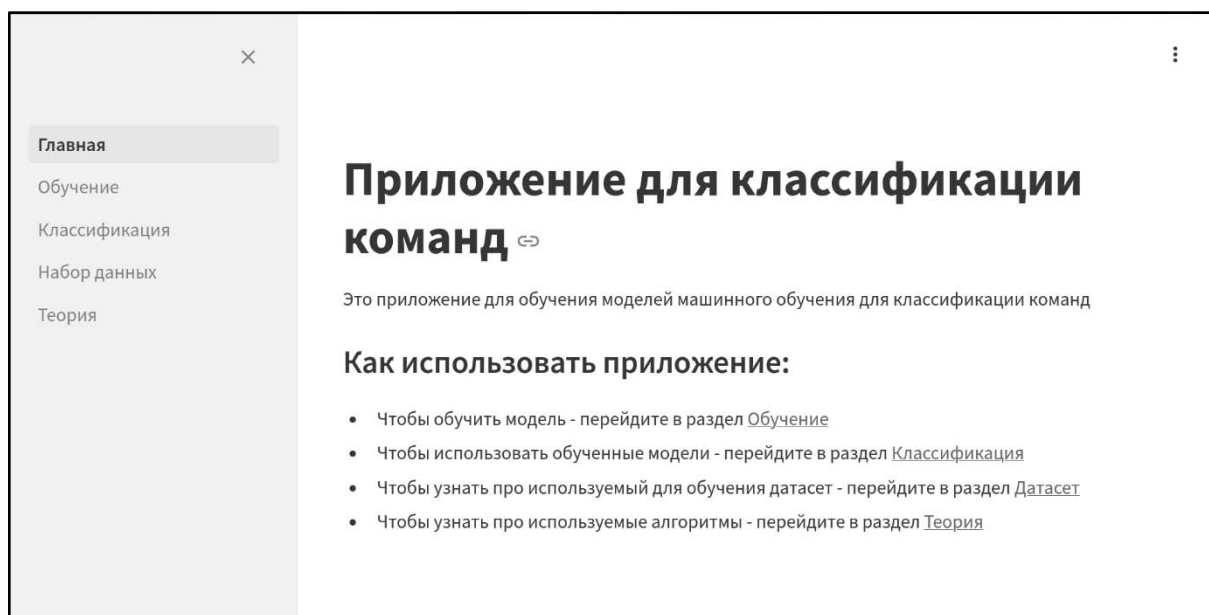 Главная
Обучение
Классификация
Набор данных
Теория
Приложение для классификации
команд
Это приложение для обучения моделей машинного обучения для классификации команд
Как использовать приложение:
• Чтобы обучить модель - перейдите в раздел Обучение
• Чтобы использовать обученные модели - перейдите в раздел Классификация
• Чтобы узнать про используемый для обучения датасет - перейдите в раздел Датасет
• Чтобы узнать про используемые алгоритмы - перейдите в раздел Теория